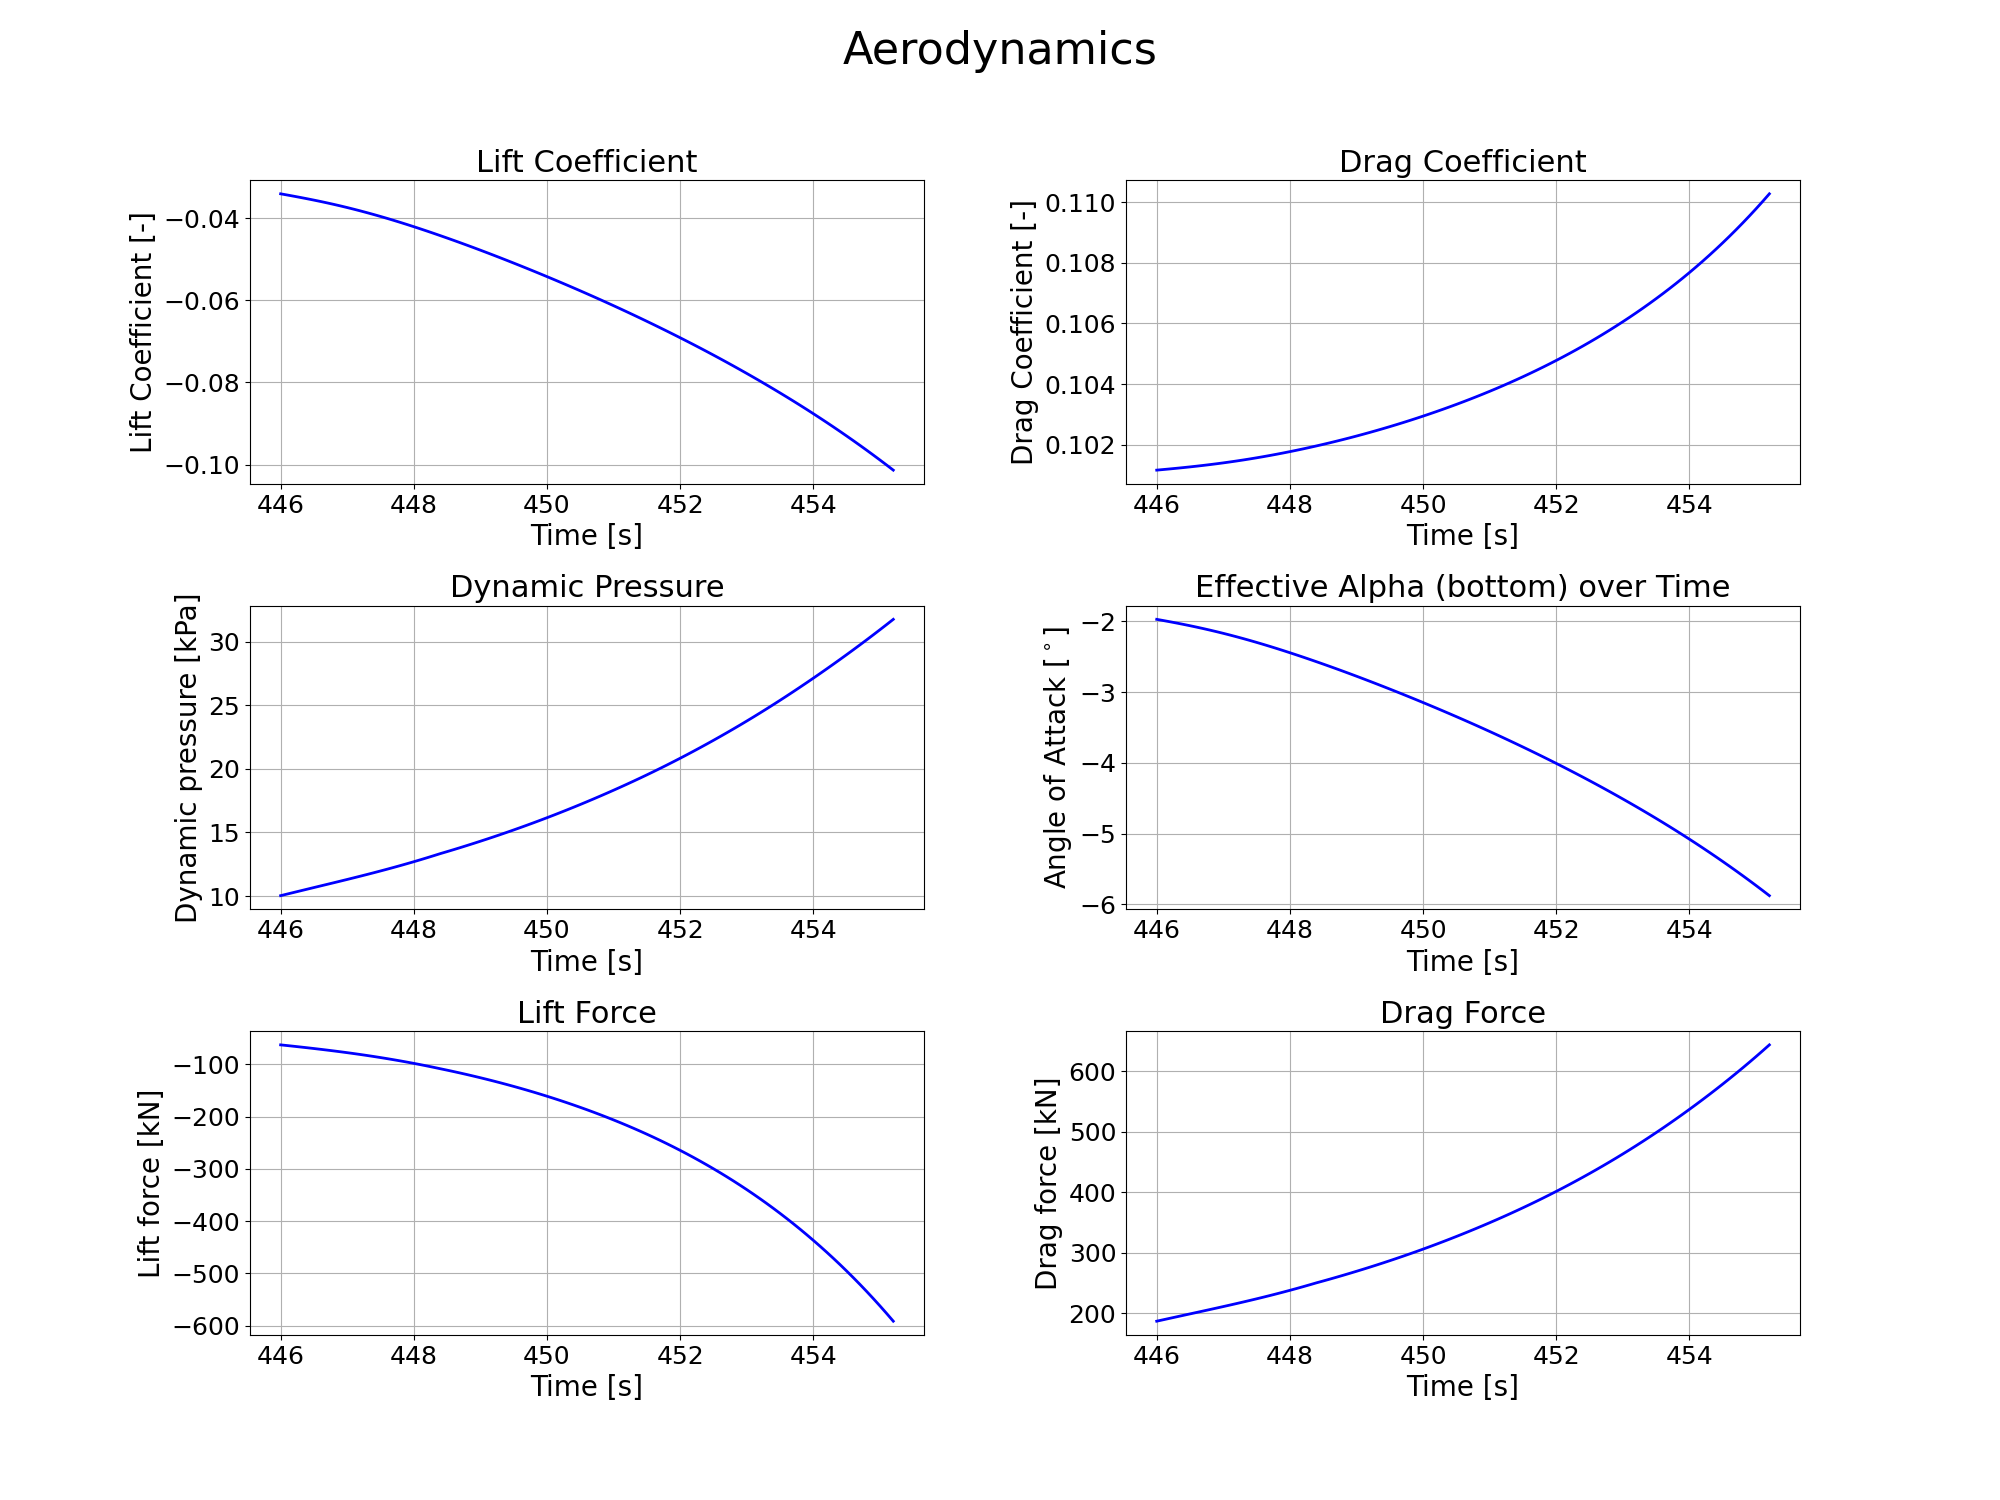 Aerodynamics
Lift Coefficient
Lift Coefficient [-]
−0.04
−0.06
−0.08
−0.10
446 448 450 452 454
Time [s]
Drag Coefficient
Drag Coefficient [-]
0.110
0.108
0.106
0.104
0.102
446 448 450 452 454
Time [s]
Dynamic Pressure
Dynamic pressure [kPa]
30
25
20
15
10
446 448 450 452 454
Time [s]
Effective Alpha (bottom) over Time
Angle of Attack [°]
−2
−3
−4
−5
−6
446 448 450 452 454
Time [s]
Lift Force
Lift force [kN]
−100
−200
−300
−400
−500
−600
446 448 450 452 454
Time [s]
Drag Force
Drag force [kN]
600
500
400
300
200
446 448 450 452 454
Time [s]